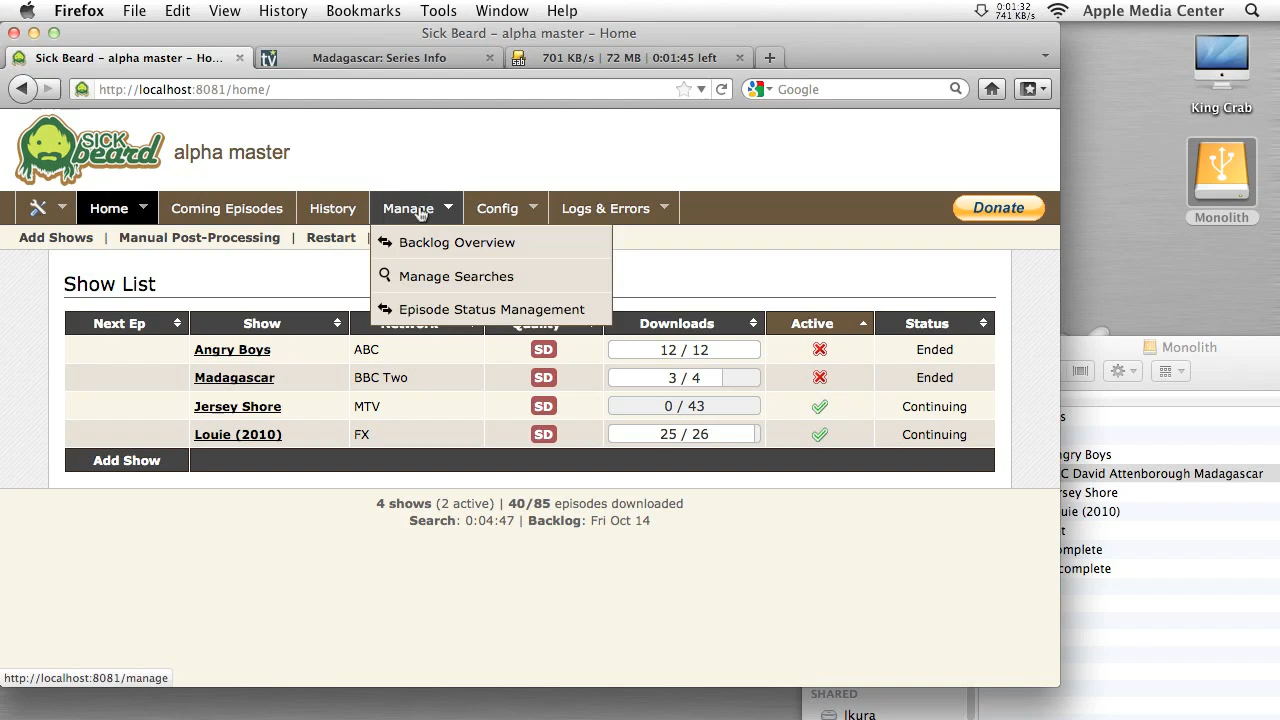 Firefox File Edit View History Bookmarks Tools Window Help
0:01:32
741 KB/s
Apple Media Center
Sick Beard - alpha master - Home
Sick Beard - alpha master - Ho...
tv
Madagascar: Series Info
sab
701 KB/s | 72 MB | 0:01:45 left
http://localhost:8081/home/
Google
SICK
beard
alpha master
Home Coming Episodes History Manage Config Logs & Errors Donate
Add Shows | Manual Post-Processing | Restart |
Backlog Overview
Manage Searches
Episode Status Management
Show List
Next Ep Show Network Quality Downloads Active Status
Angry Boys ABC SD 12 / 12 Ended
Madagascar BBC Two SD 3 / 4 Ended
Jersey Shore MTV SD 0 / 43 Continuing
Louie (2010) FX SD 25 / 26 Continuing
Add Show
4 shows (2 active) | 40/85 episodes downloaded
Search: 0:04:47 | Backlog: Fri Oct 14
http://localhost:8081/manage
King Crab
Monolith
Monolith
s
ngry Boys
C David Attenborough Madagascar
rsey Shore
uie (2010)
t
omplete
complete
SHARED
Ikura